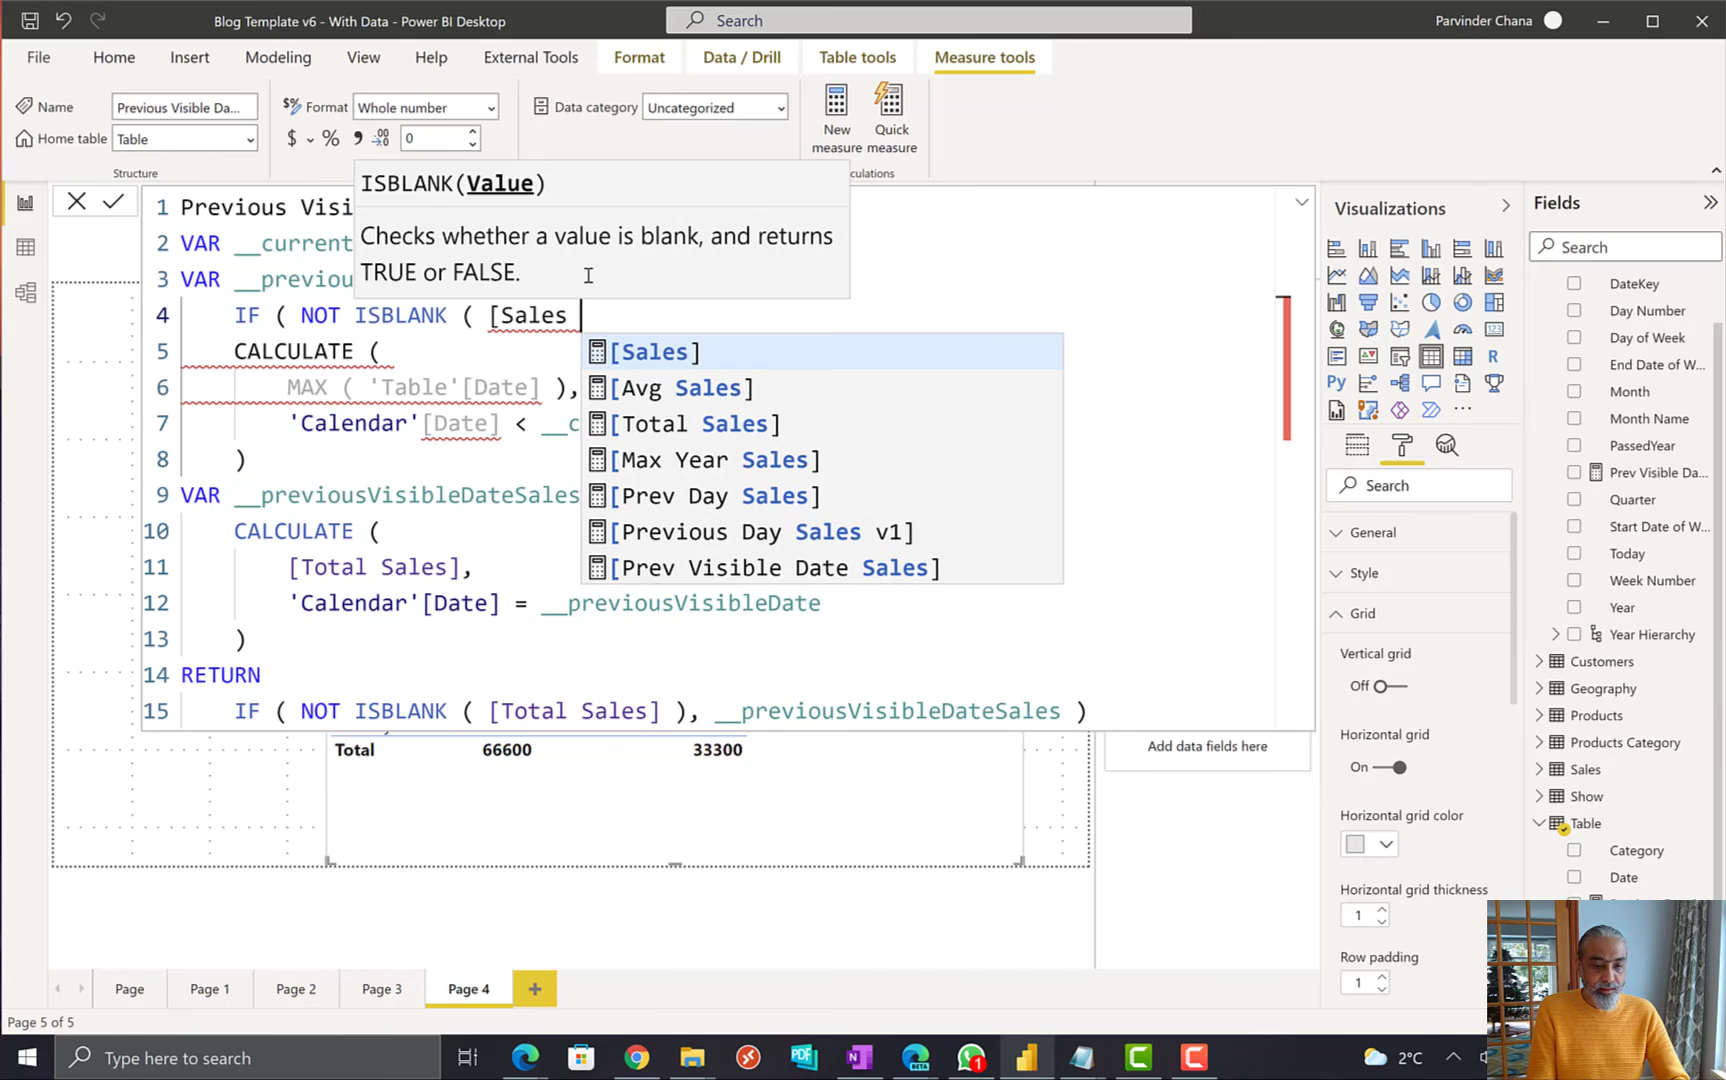 Blog Template v6 - With Data - Power BI Desktop
Search
Parvinder Chana
File
Home
Insert
Modeling
View
Help
External Tools
Format
Data / Drill
Table tools
Measure tools
Name
Previous Visible Da...
Format
Whole number
Data category
Uncategorized
New measure
Quick measure
Home table
Table
$
%
,
.00
0
Structure
culations
ISBLANK(Value)
Checks whether a value is blank, and returns
TRUE or FALSE.
1 Previous Visi
2 VAR __current
3 VAR __previou
4 IF ( NOT ISBLANK ( [Sales
5 CALCULATE (
6 MAX ( 'Table'[Date] ),
7 'Calendar'[Date] < __c
8 )
9 VAR __previousVisibleDateSales
10 CALCULATE (
11 [Total Sales],
12 'Calendar'[Date] = __previousVisibleDate
13 )
14 RETURN
15 IF ( NOT ISBLANK ( [Total Sales] ), __previousVisibleDateSales )
[Sales]
[Avg Sales]
[Total Sales]
[Max Year Sales]
[Prev Day Sales]
[Previous Day Sales v1]
[Prev Visible Date Sales]
Total 66600 33300
Add data fields here
Visualizations
R
Py
...
Search
General
Style
Grid
Vertical grid
Off
Horizontal grid
On
Horizontal grid color
Horizontal grid thickness
1
Row padding
1
Fields
Search
DateKey
Day Number
Day of Week
End Date of W...
Month
Month Name
PassedYear
Prev Visible Da...
Quarter
Start Date of W...
Today
Week Number
Year
Year Hierarchy
Customers
Geography
Products
Products Category
Sales
Show
Table
Category
Date
Page
Page 1
Page 2
Page 3
Page 4
Page 5 of 5
Type here to search
2°C